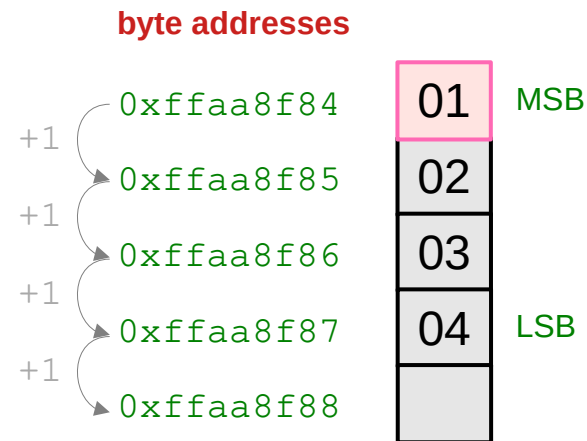 byte addresses
0xffaa8f84 01 MSB
+1
0xffaa8f85 02
+1
0xffaa8f86 03
+1
0xffaa8f87 04 LSB
+1
0xffaa8f88